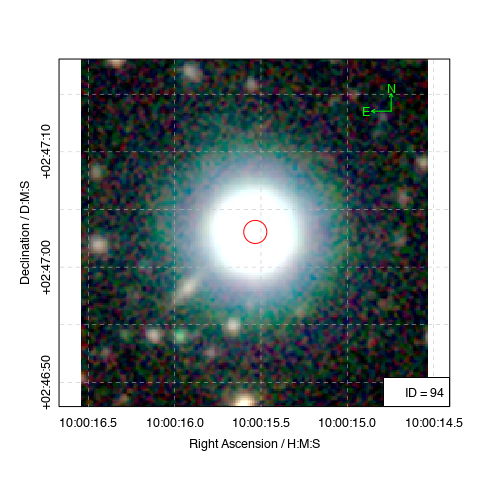 N
E
+02:47:10
+02:47:00
+02:46:50
Declination / D:M:S
ID = 94
10:00:16.5 10:00:16.0 10:00:15.5 10:00:15.0 10:00:14.5
Right Ascension / H:M:S